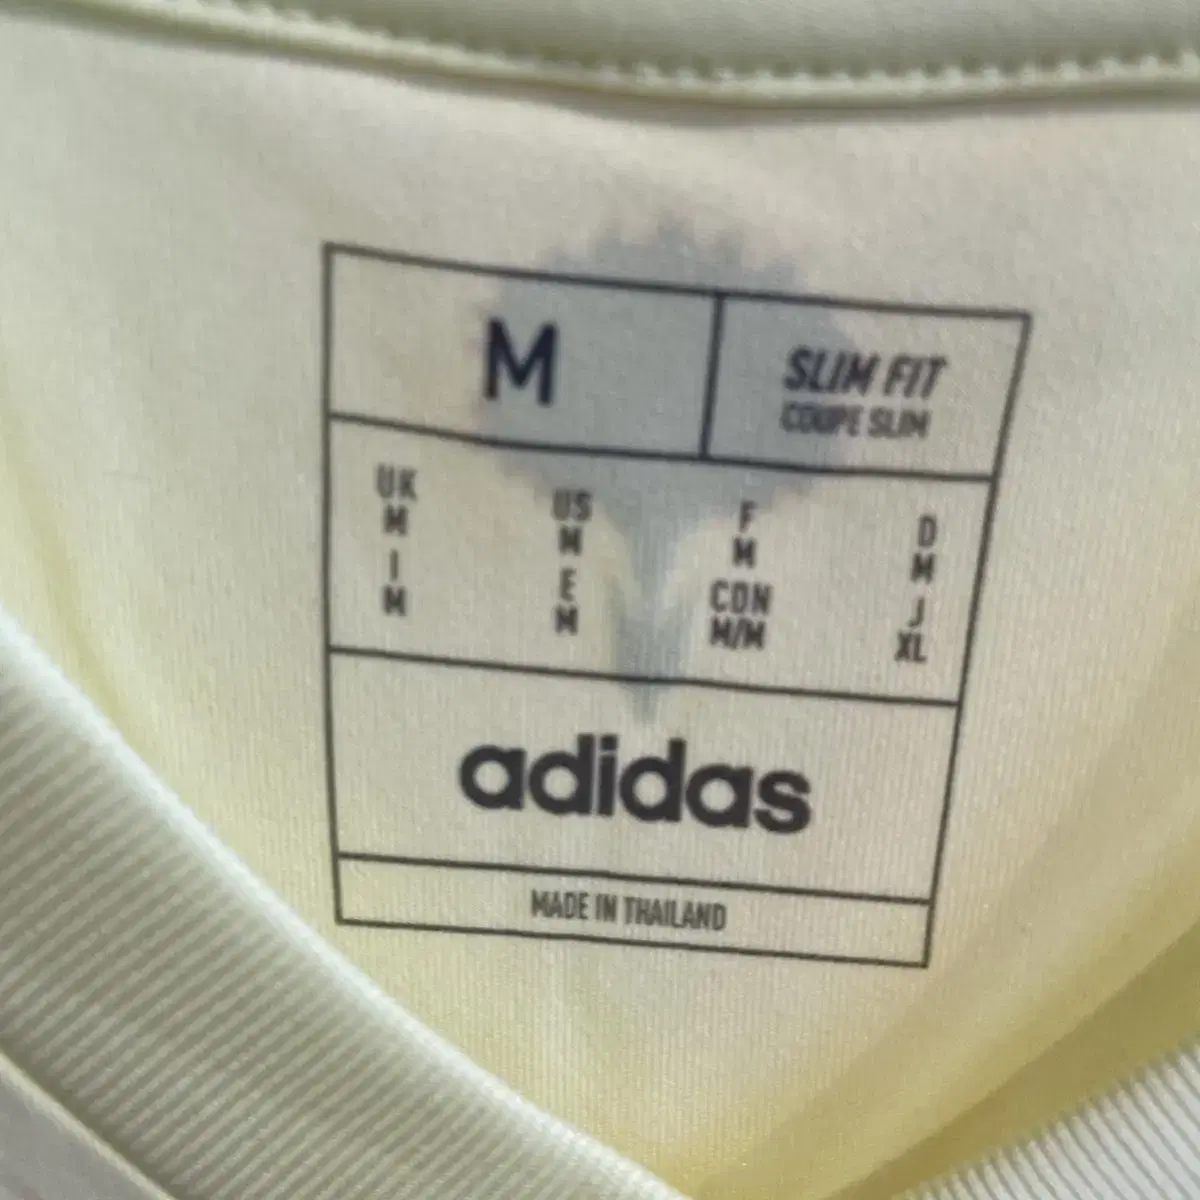 M
SLIM FIT
COUPE SLIM
UK US F D
M M M M
I E CDN J
M M M/M XL
adidas
MADE IN THAILAND